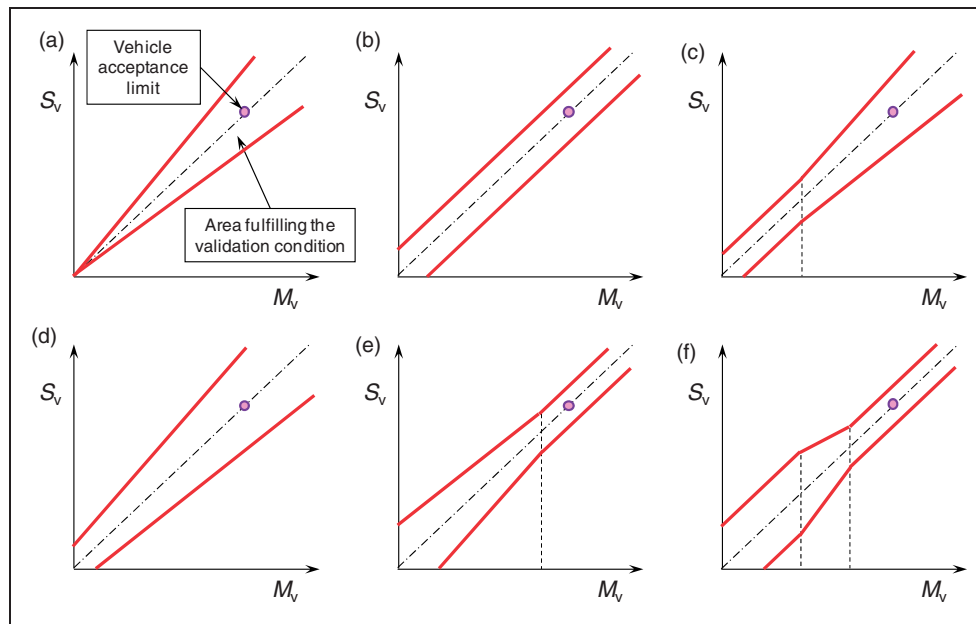 (a)
Vehicle
acceptance
limit
Sv
Area fulfilling the
validation condition
Mv
(b)
Sv
Mv
(c)
Sv
Mv
(d)
Sv
Mv
(e)
Sv
Mv
(f)
Sv
Mv